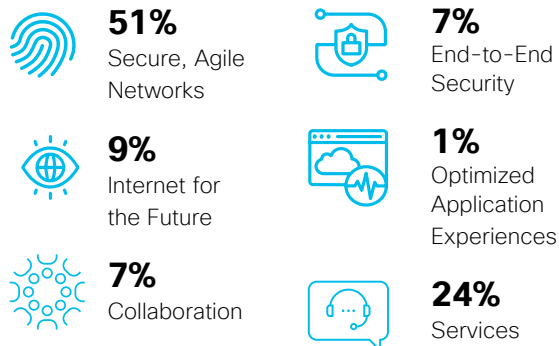 51%
Secure, Agile
Networks
9%
Internet for
the Future
7%
Collaboration
7%
End-to-End
Security
1%
Optimized
Application
Experiences
24%
Services